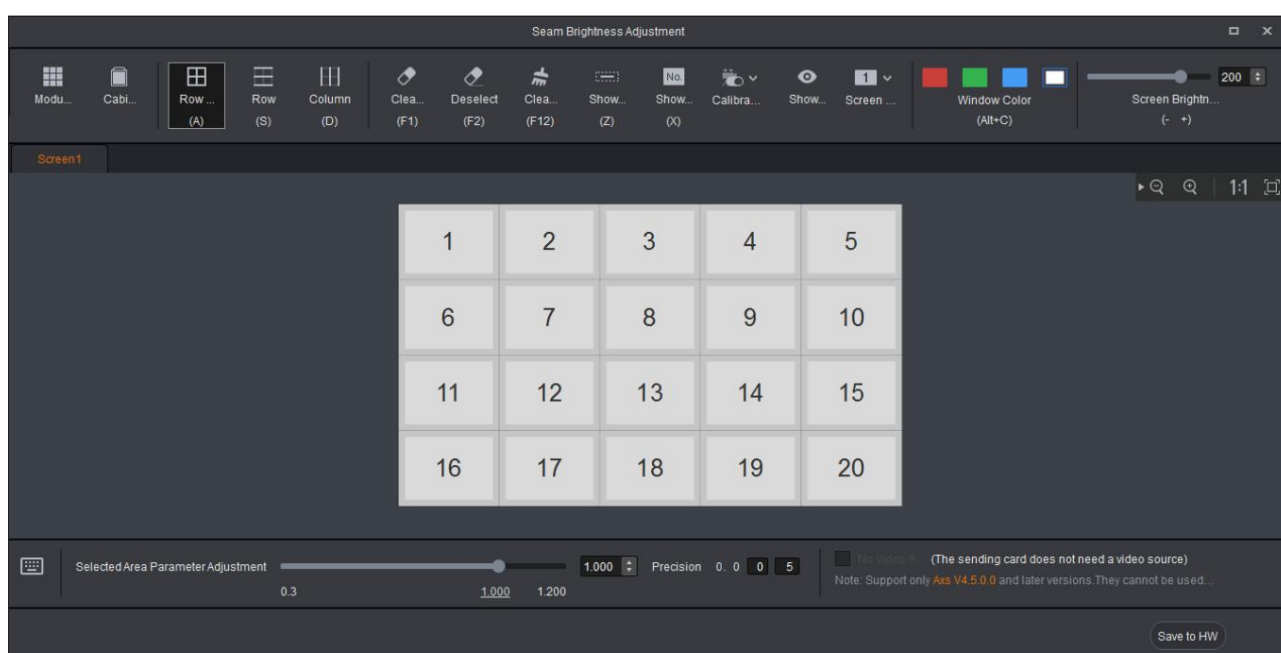 Seam Brightness Adjustment
Modu... Cabi... Row ... Row Column Clea... Deselect Clea... Show... No. Show... Calibra... Show... 1 Screen ... Window Color 200 Screen Brightn...
(A) (S) (D) (F1) (F2) (F12) (Z) (X) (Alt+C) (- +)
Screen1
1:1
1 2 3 4 5
6 7 8 9 10
11 12 13 14 15
16 17 18 19 20
Selected Area Parameter Adjustment 1.000 Precision 0. 0 0 5
0.3 1.000 1.200
No Video S... (The sending card does not need a video source)
Note: Support only Axs V4.5.0.0 and later versions.They cannot be used...
Save to HW